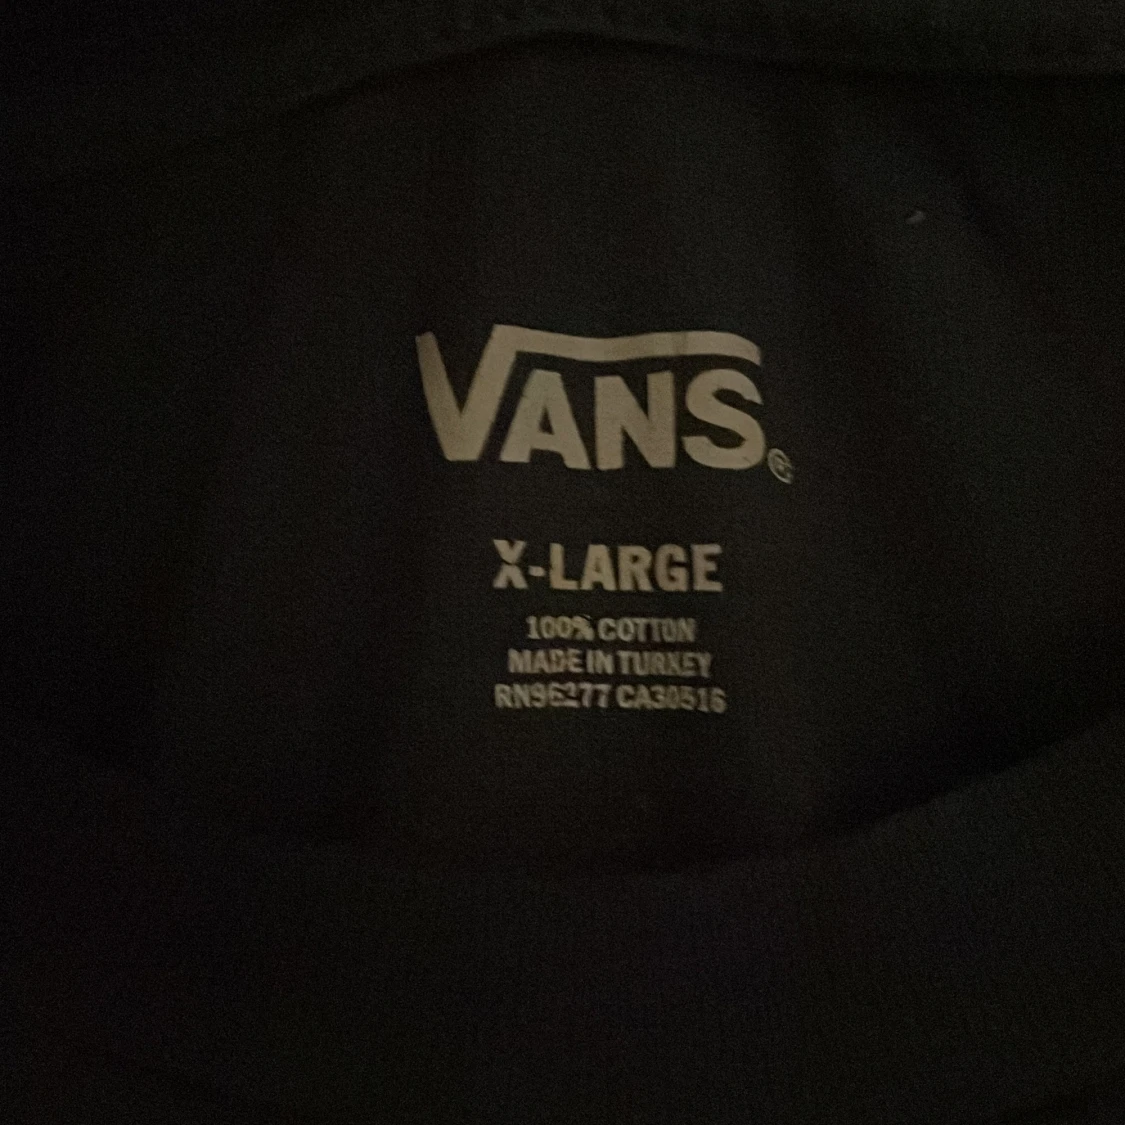 VANS®
X-LARGE
100% COTTON
MADE IN TURKEY
RN96277 CA30516